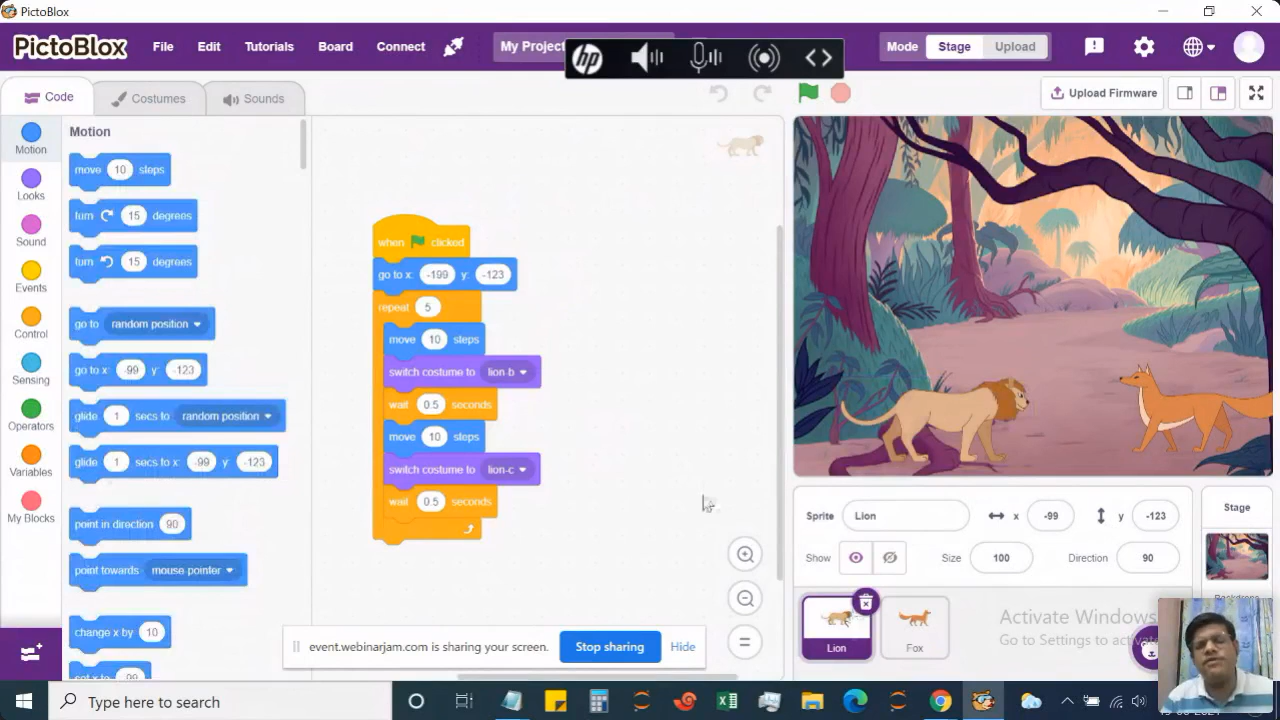 PictoBlox
PictoBlox File Edit Tutorials Board Connect My Project Mode Stage Upload
hp
Code Costumes Sounds Upload Firmware
Motion
Looks
Sound
Events
Control
Sensing
Operators
Variables
My Blocks
Motion
move 10 steps
turn 15 degrees
turn 15 degrees
go to random position
go to x: -99 y: -123
glide 1 secs to random position
glide 1 secs to x: -99 y: -123
point in direction 90
point towards mouse-pointer
change x by 10
when clicked
go to x: -199 y: -123
repeat 5
move 10 steps
switch costume to lion b
wait 0.5 seconds
move 10 steps
switch costume to lion-c
wait 0.5 seconds
Sprite Lion x -99 y -123
Show Size 100 Direction 90
Lion
Fox
Stage
Activate Windows
Go to Settings to activate
event.webinarjam.com is sharing your screen. Stop sharing Hide
Type here to search